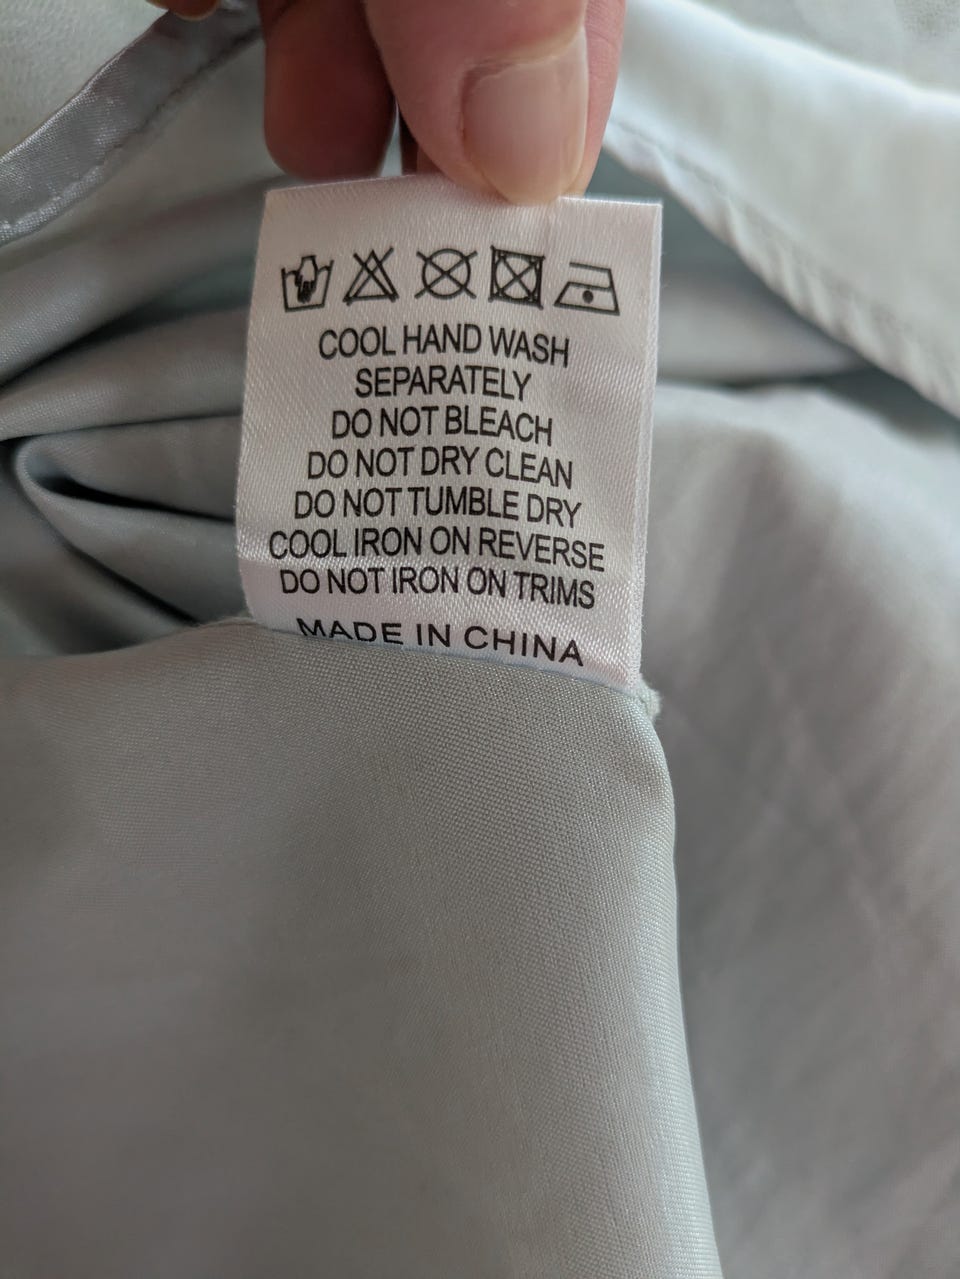 COOL HAND WASH
SEPARATELY
DO NOT BLEACH
DO NOT DRY CLEAN
DO NOT TUMBLE DRY
COOL IRON ON REVERSE
DO NOT IRON ON TRIMS
MADE IN CHINA